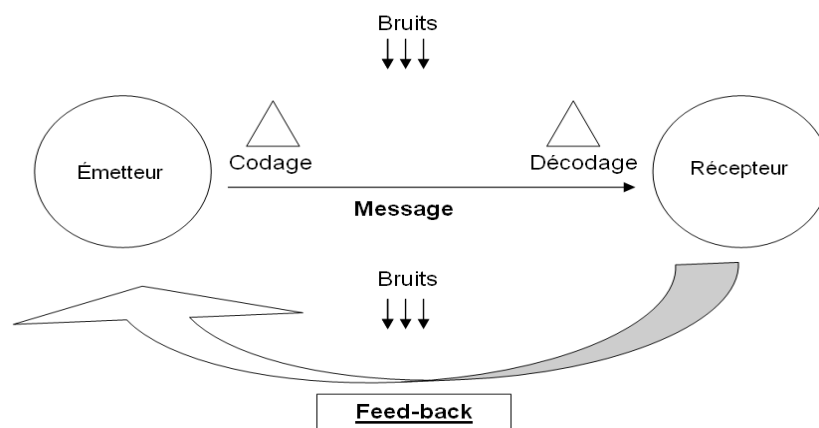 Bruits
Émetteur
Codage
Décodage
Récepteur
Message
Bruits
Feed-back